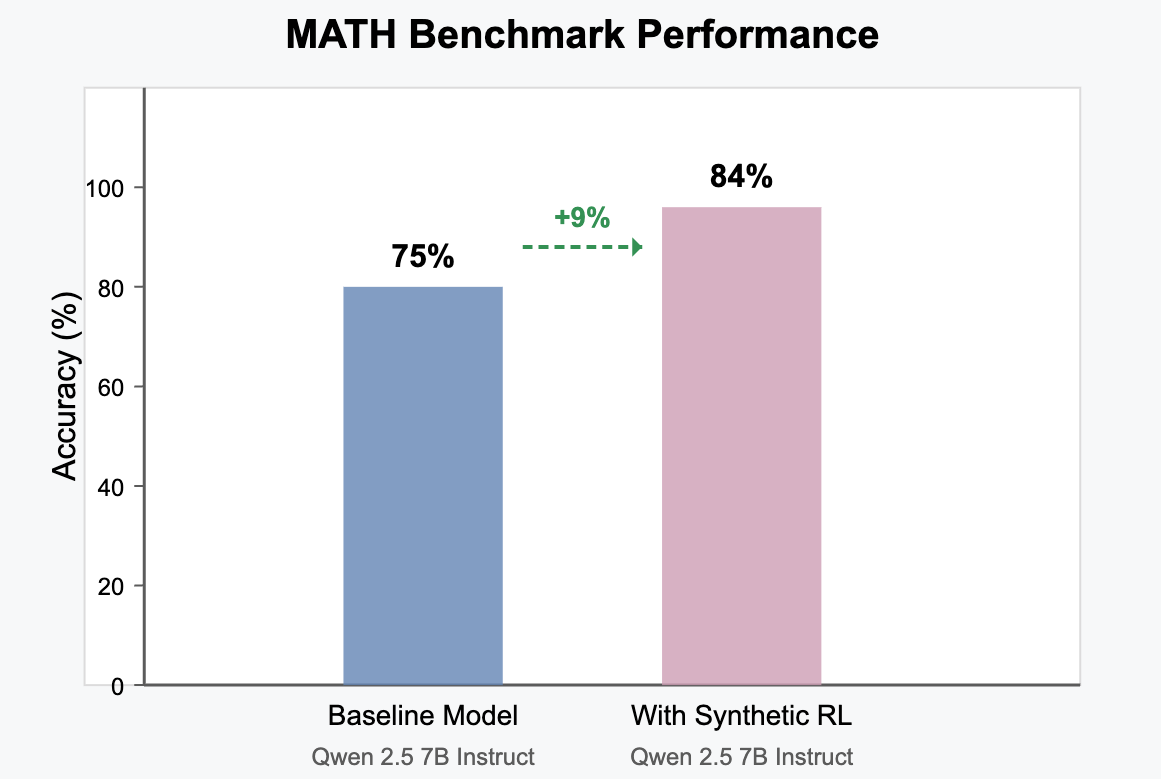 MATH Benchmark Performance
100
80
60
40
20
0
Accuracy (%)
75%
+9%
84%
Baseline Model
Qwen 2.5 7B Instruct
With Synthetic RL
Qwen 2.5 7B Instruct